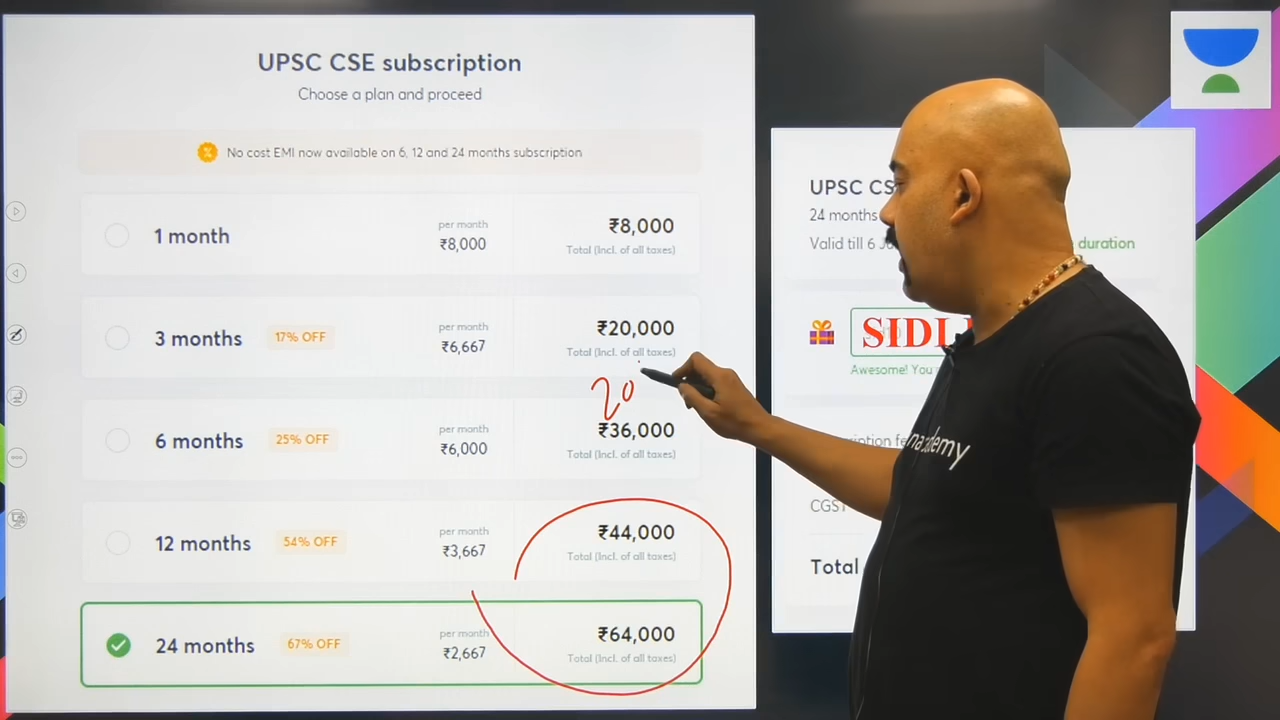 UPSC CSE subscription
Choose a plan and proceed
No cost EMI now available on 6, 12 and 24 months subscription
1 month
per month
₹8,000
₹8,000
Total (Incl. of all taxes)
3 months 17% OFF
per month
₹6,667
₹20,000
Total (Incl. of all taxes)
20
6 months 25% OFF
per month
₹6,000
₹36,000
Total (Incl. of all taxes)
12 months 54% OFF
per month
₹3,667
₹44,000
Total (Incl. of all taxes)
24 months 67% OFF
per month
₹2,667
₹64,000
Total (Incl. of all taxes)
UPSC
24 months
Valid till 6 duration
Awesome!
CGST
Total